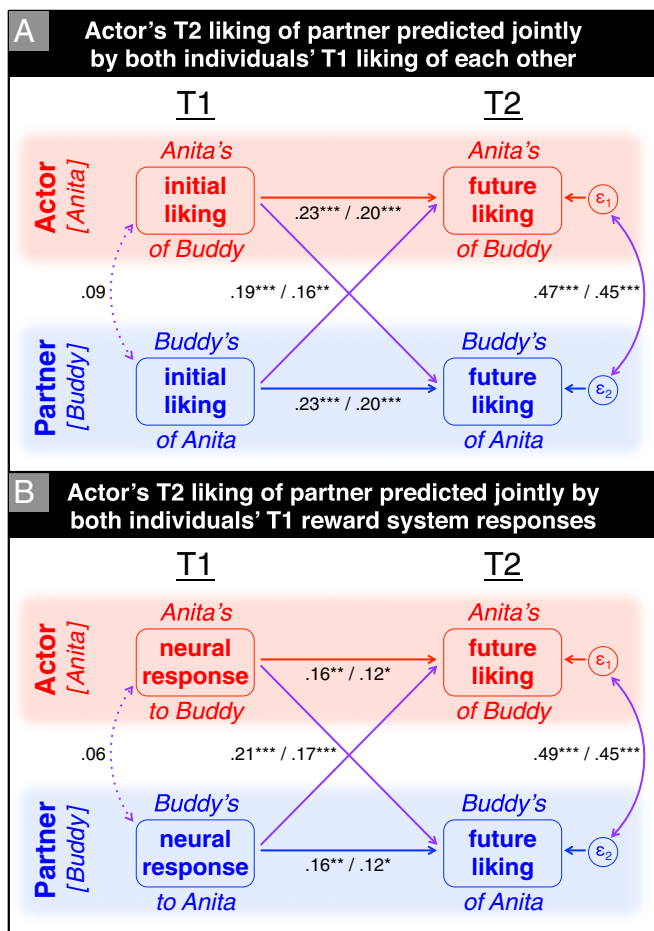 A
Actor's T2 liking of partner predicted jointly
by both individuals' T1 liking of each other
T1
T2
Actor
[Anita]
Anita's
initial
liking
of Buddy
.23*** / .20***
Anita's
future
liking
of Buddy
ε1
.09
.19*** / .16**
.47*** / .45***
Partner
[Buddy]
Buddy's
initial
liking
of Anita
.23*** / .20***
Buddy's
future
liking
of Anita
ε2
B
Actor's T2 liking of partner predicted jointly by
both individuals' T1 reward system responses
T1
T2
Actor
[Anita]
Anita's
neural
response
to Buddy
.16** / .12*
Anita's
future
liking
of Buddy
ε1
.06
.21*** / .17***
.49*** / .45***
Partner
[Buddy]
Buddy's
neural
response
to Anita
.16** / .12*
Buddy's
future
liking
of Anita
ε2